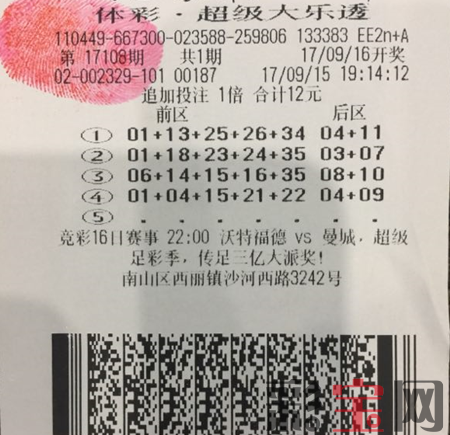 体彩·超级大乐透
110449-667300-023588-259806 133383 EE2n+A
第 17108期 共1期 17/09/16开奖
02-002329-101 00187 17/09/15 19:14:12
追加投注 1倍 合计12元
前区 后区
① 01+13+25+26+34 04+11
② 01+18+23+24+35 03+07
③ 06+14+15+16+35 08+10
④ 01+04+15+21+22 04+09
⑤ . . . . . . .
竞彩16日赛事 22:00 沃特福德 vs 曼城,超级
足彩季,传足三亿大派奖!
南山区西丽镇沙河西路3242号
宝网